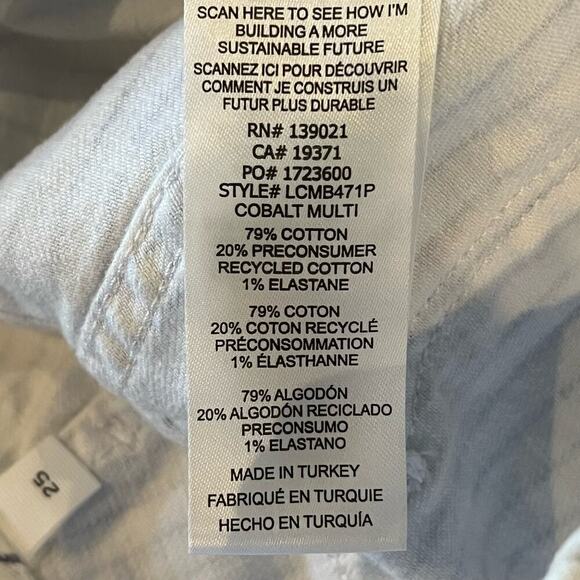 SCAN HERE TO SEE HOW I'M
BUILDING A MORE
SUSTAINABLE FUTURE
SCANNEZ ICI POUR DÉCOUVRIR
COMMENT JE CONSTRUIS UN
FUTUR PLUS DURABLE
RN# 139021
CA# 19371
PO# 1723600
STYLE# LCMB471P
COBALT MULTI
79% COTTON
20% PRECONSUMER
RECYCLED COTTON
1% ELASTANE
79% COTON
20% COTON RECYCLÉ
PRÉCONSOMMATION
1% ÉLASTHANNE
79% ALGODÓN
20% ALGODÓN RECICLADO
PRECONSUMO
1% ELASTANO
MADE IN TURKEY
FABRIQUÉ EN TURQUIE
HECHO EN TURQUÍA
25